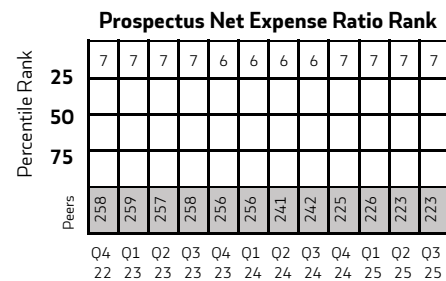 Prospectus Net Expense Ratio Rank
Percentile Rank
7 7 7 7 6 6 6 6 7 7 7 7
25
50
75
Peers
258 259 257 258 256 256 241 242 225 226 223 223
Q4 Q1 Q2 Q3 Q4 Q1 Q2 Q3 Q4 Q1 Q2 Q3
22 23 23 23 23 24 24 24 24 25 25 25